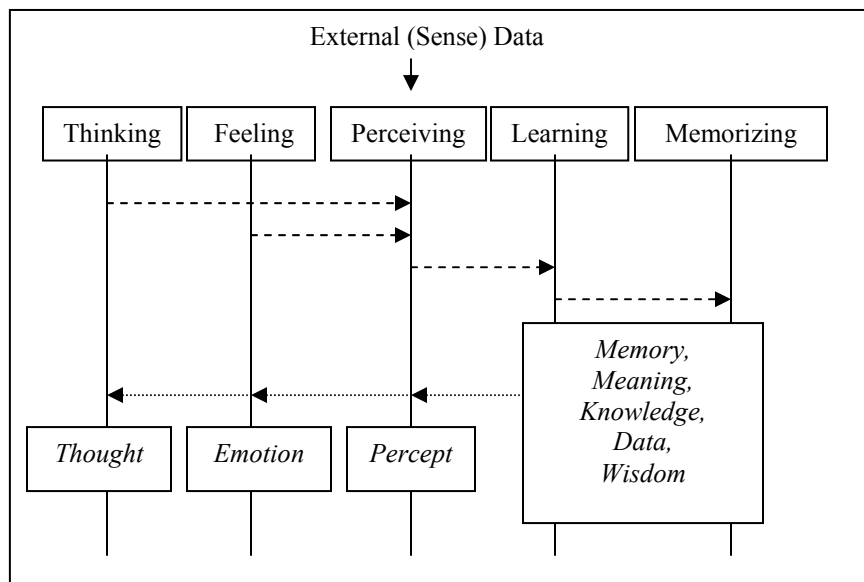 External (Sense) Data
Thinking
Feeling
Perceiving
Learning
Memorizing
Memory,
Meaning,
Knowledge,
Data,
Wisdom
Thought
Emotion
Percept